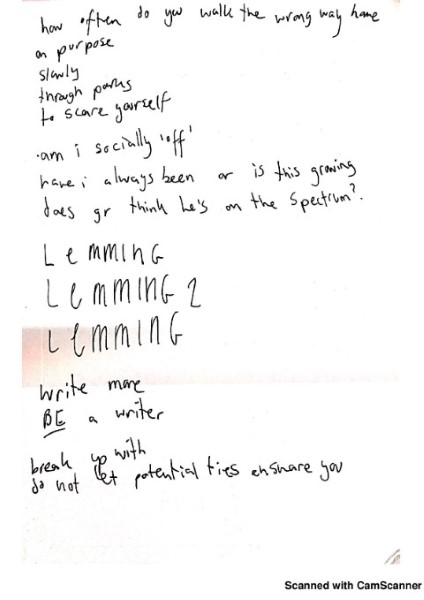 how often do you walk the wrong way home
on purpose
slowly
through parks
to scare yourself
am i socially "off"
have i always been or is this growing
does gr think he's on the spectrum?
LEMMING
LEMMING 2
LEMMING
write more
BE a writer
break up with
do not let potential ties ensnare you
Scanned with CamScanner